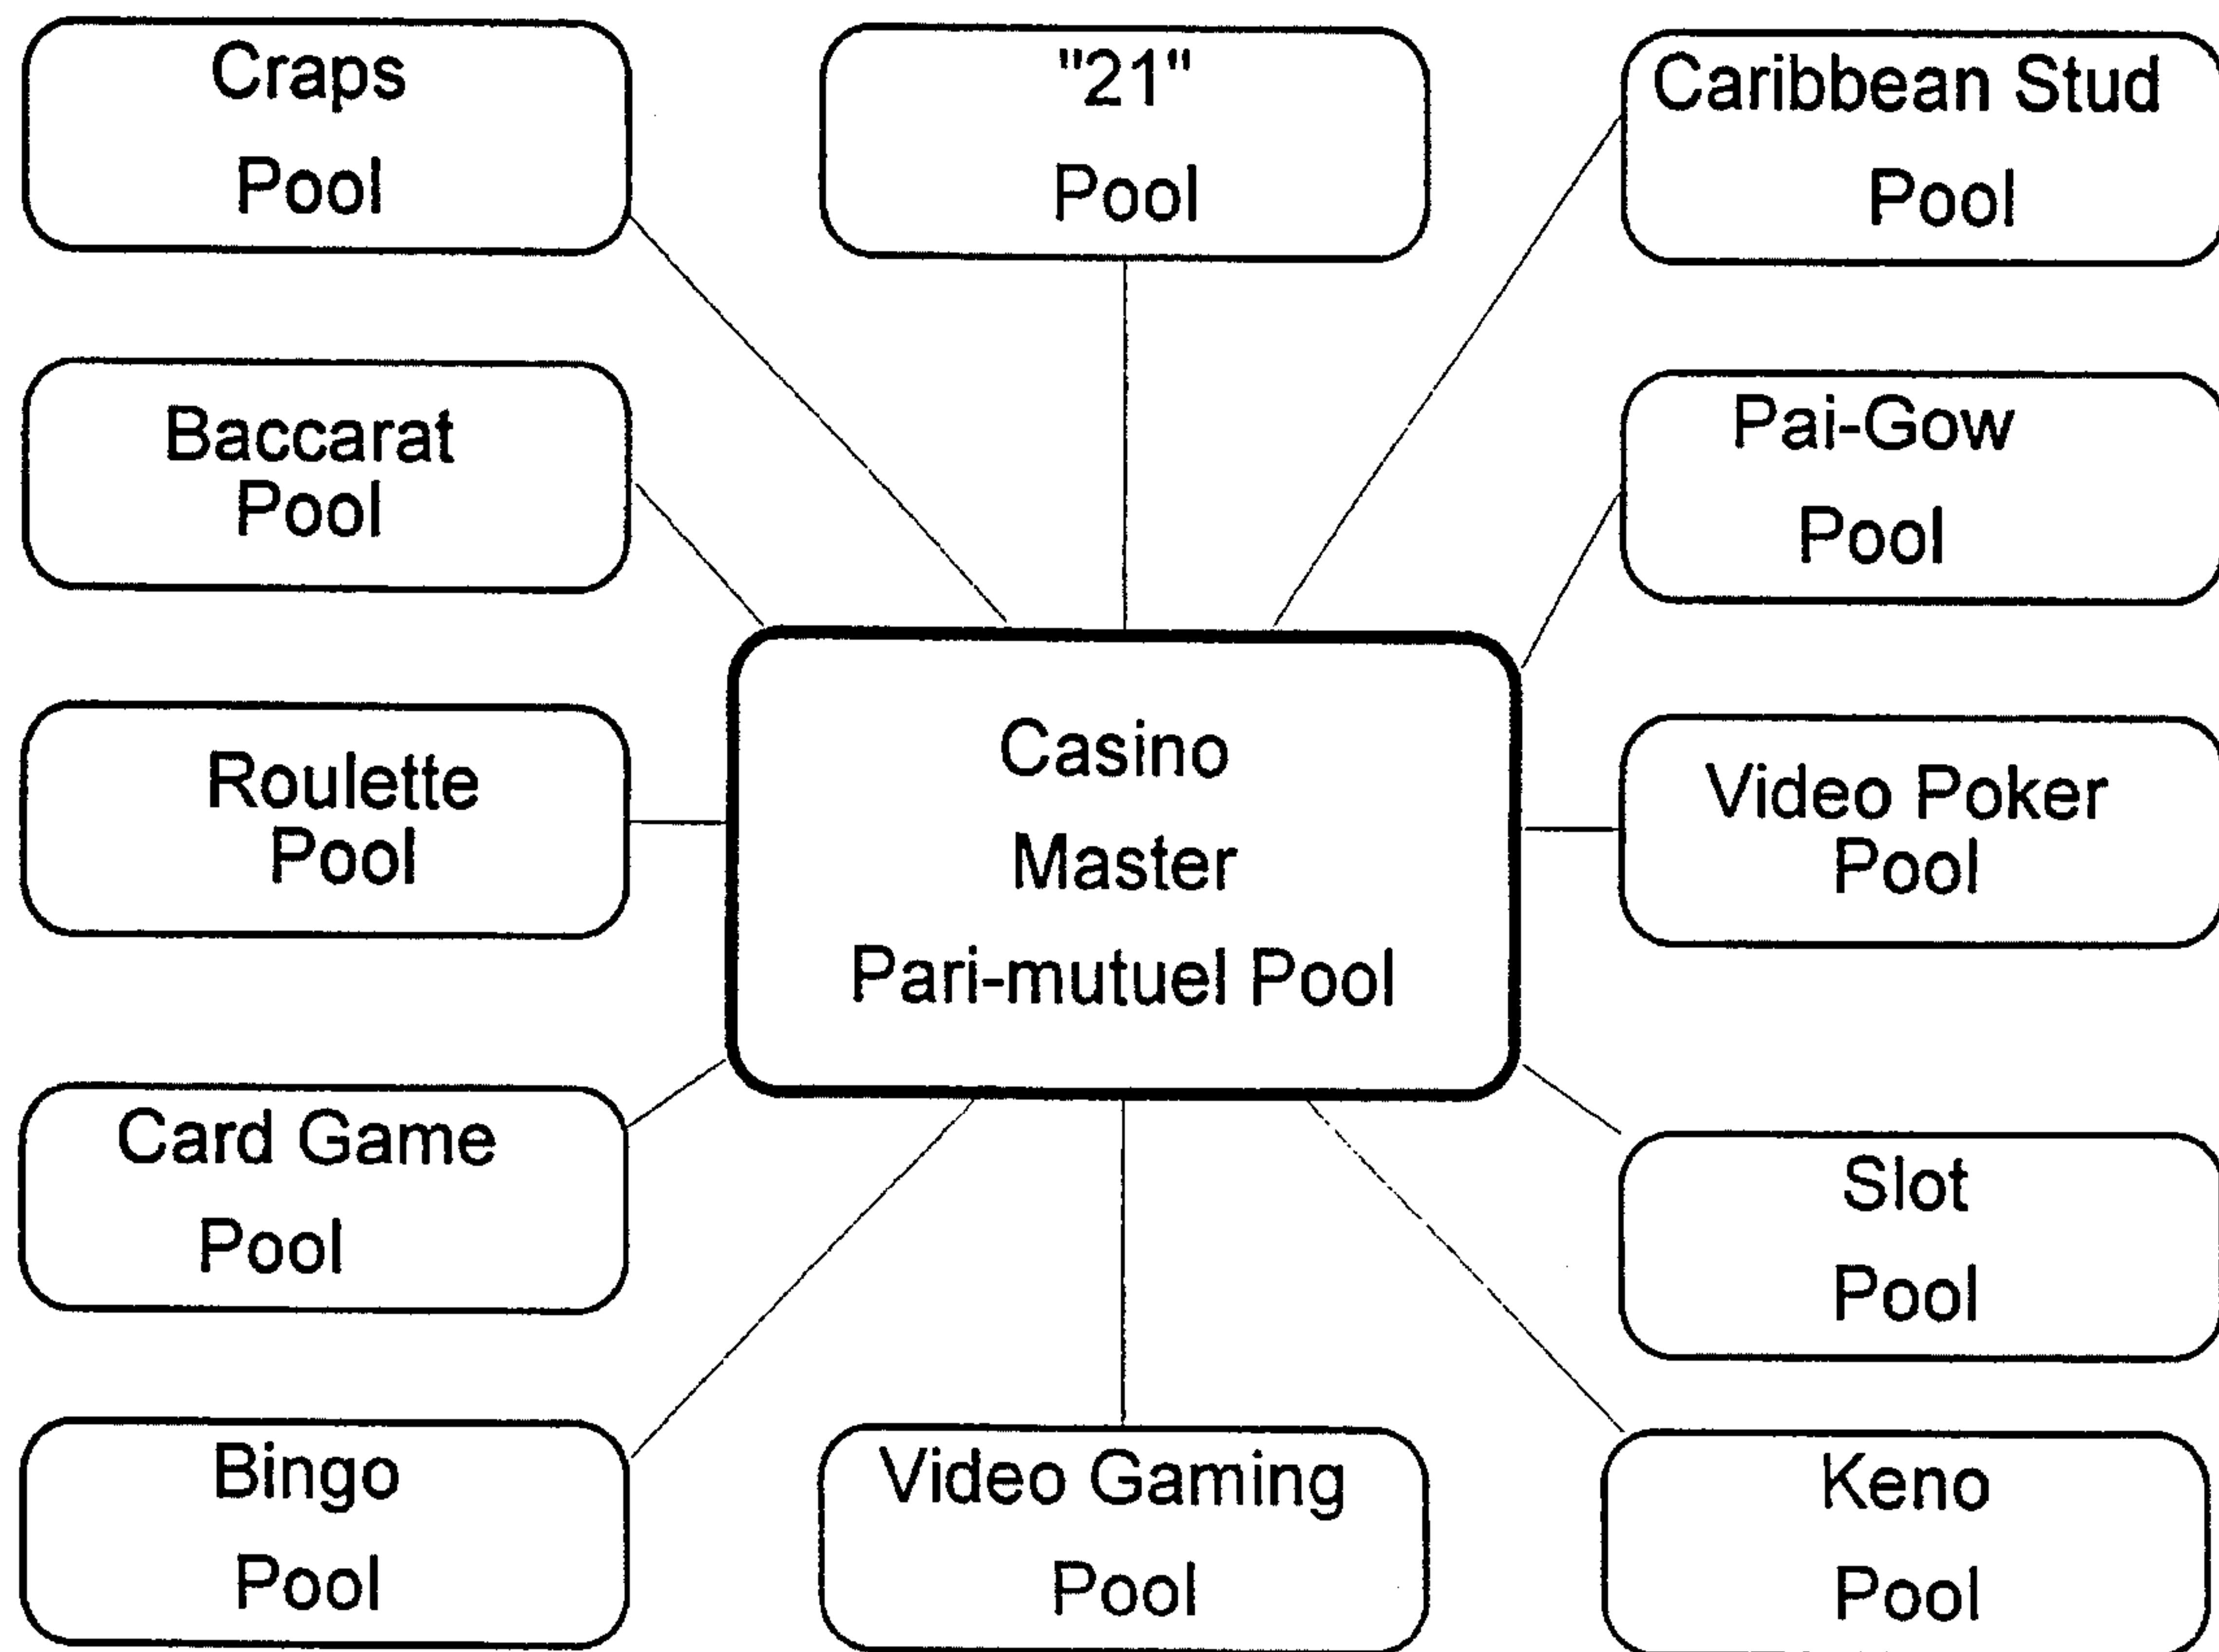 Craps
Pool
"21"
Pool
Caribbean Stud
Pool
Baccarat
Pool
Pai-Gow
Pool
Roulette
Pool
Casino
Master
Pari-mutuel Pool
Video Poker
Pool
Card Game
Pool
Slot
Pool
Bingo
Pool
Video Gaming
Pool
Keno
Pool